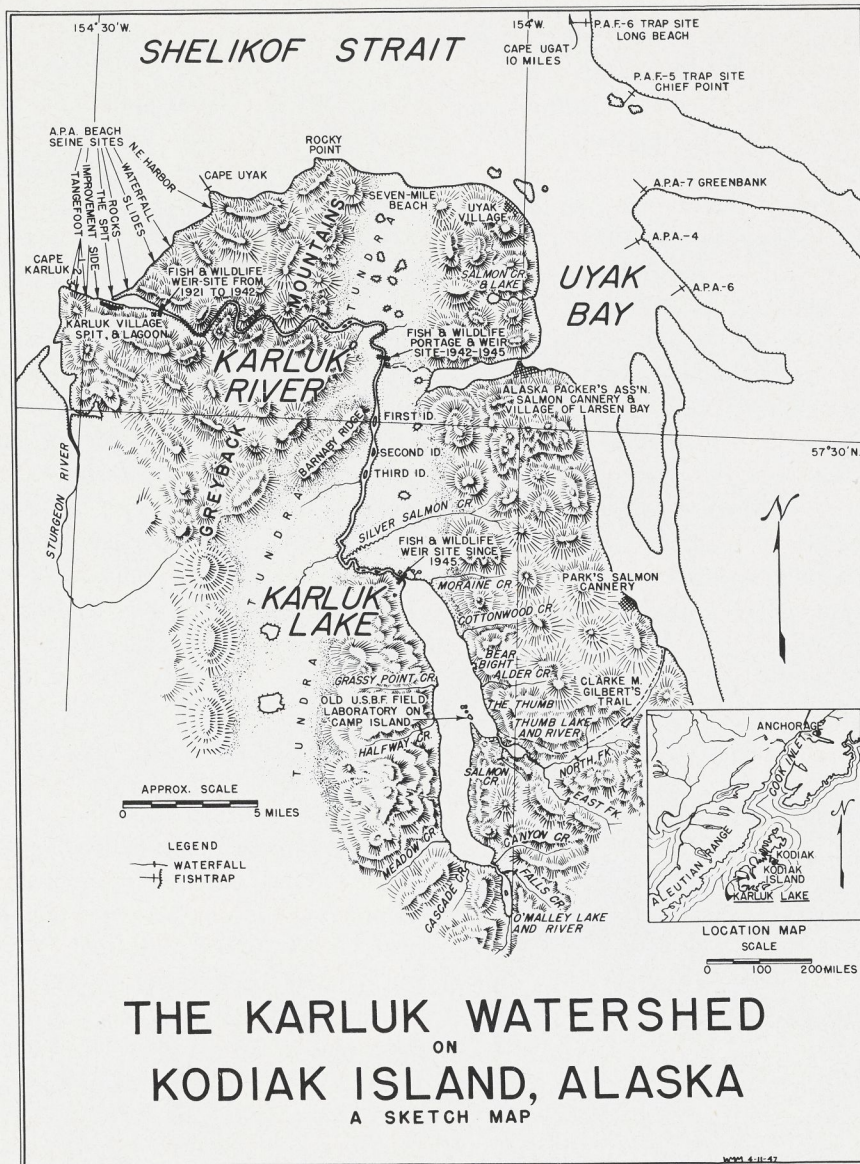 154° 30' W.
SHELIKOF STRAIT
154° W.
P.A.F.-6 TRAP SITE
LONG BEACH
CAPE UGAT
10 MILES
P.A.F.-5 TRAP SITE
CHIEF POINT
A.P.A. BEACH
SEINE SITES
TANGEFOOT 1-2
IMPROVEMENT SIDE
THE SPIT
ROCKS
SLIDES
WATERFALL
N.E. HARBOR
CAPE UYAK
ROCKY
POINT
SEVEN-MILE
BEACH
UYAK
VILLAGE
A.P.A.-7 GREENBANK
A.P.A.-4
A.P.A.-6
MOUNTAINS
TUNDRA
SALMON CR.
& LAKE
UYAK
BAY
CAPE
KARLUK
FISH & WILDLIFE
WEIR-SITE FROM
1921 TO 1942
KARLUK VILLAGE
SPIT, & LAGOON
KARLUK
RIVER
FISH & WILDLIFE
PORTAGE & WEIR
SITE-1942-1945
ALASKA PACKER'S ASS'N.
SALMON CANNERY &
VILLAGE OF LARSEN BAY
FIRST ID.
SECOND ID.
THIRD ID.
BARNABY RIDGE
GREYBACK
STURGEON RIVER
57° 30' N.
TUNDRA
SILVER SALMON CR.
FISH & WILDLIFE
WEIR SITE SINCE
1945
N
KARLUK
LAKE
MORAINE CR.
COTTONWOOD CR.
PARK'S SALMON
CANNERY
BEAR
BIGHT
ALDER CR.
GRASSY POINT CR.
TUNDRA
OLD U.S.B.F. FIELD
LABORATORY ON
CAMP ISLAND
THE THUMB
THUMB LAKE
AND RIVER
CLARKE M.
GILBERT'S
TRAIL
HALFWAY CR.
SALMON
CR.
NORTH FK.
EAST FK.
MEADOW CR.
CANYON CR.
CASCADE CR.
FALLS CR.
O'MALLEY LAKE
AND RIVER
APPROX. SCALE
0 5 MILES
LEGEND
WATERFALL
FISHTRAP
ANCHORAGE
COOK INLET
ALEUTIAN RANGE
KODIAK
KODIAK
ISLAND
KARLUK LAKE
N
LOCATION MAP
SCALE
0 100 200 MILES
THE KARLUK WATERSHED
ON
KODIAK ISLAND, ALASKA
A SKETCH MAP
WMM 4-11-47